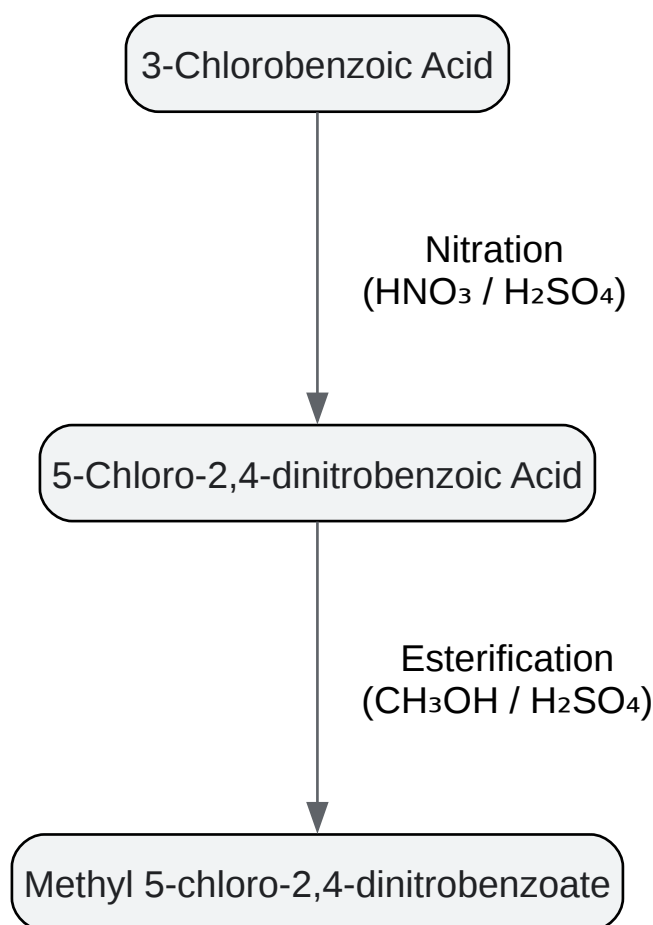 3-Chlorobenzoic Acid
Nitration
(HNO₃ / H₂SO₄)
5-Chloro-2,4-dinitrobenzoic Acid
Esterification
(CH₃OH / H₂SO₄)
Methyl 5-chloro-2,4-dinitrobenzoate